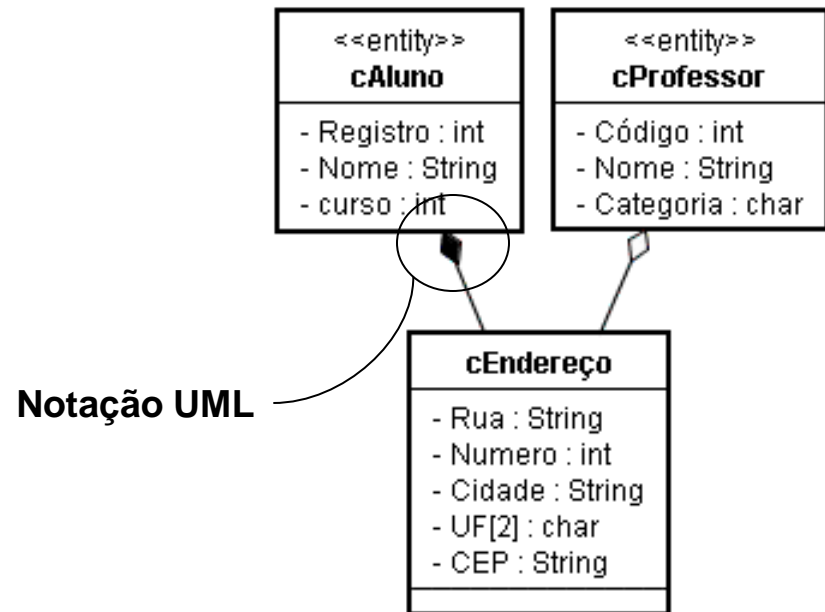 <<entity>>
cAluno
- Registro : int
- Nome : String
- curso : int
<<entity>>
cProfessor
- Código : int
- Nome : String
- Categoria : char
Notação UML
cEndereço
- Rua : String
- Numero : int
- Cidade : String
- UF[2] : char
- CEP : String